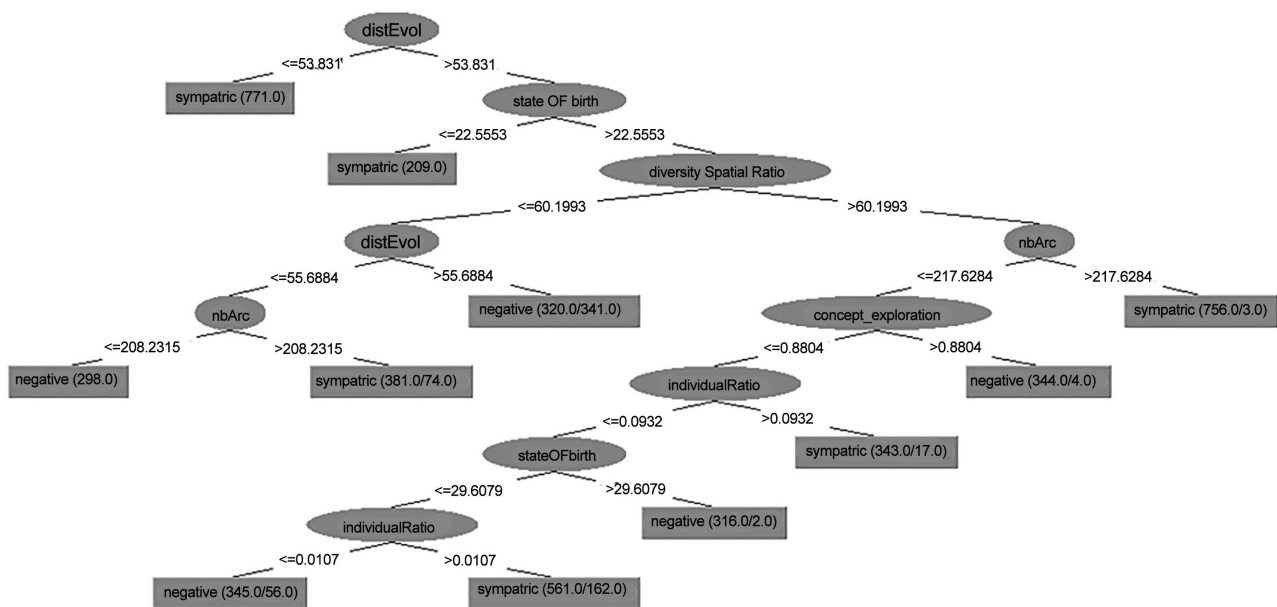 distEvol
<=53.831' >53.831
sympatric (771.0)
state OF birth
<=22.5553 >22.5553
sympatric (209.0)
diversity Spatial Ratio
<=60.1993 >60.1993
distEvol nbArc
<=55.6884 >55.6884 <=217.6284 >217.6284
nbArc negative (320.0/341.0) concept_exploration sympatric (756.0/3.0)
<=208.2315 >208.2315 <=0.8804 >0.8804
negative (298.0) sympatric (381.0/74.0) individualRatio negative (344.0/4.0)
<=0.0932 >0.0932
stateOFbirth sympatric (343.0/17.0)
<=29.6079 >29.6079
individualRatio negative (316.0/2.0)
<=0.0107 >0.0107
negative (345.0/56.0) sympatric (561.0/162.0)